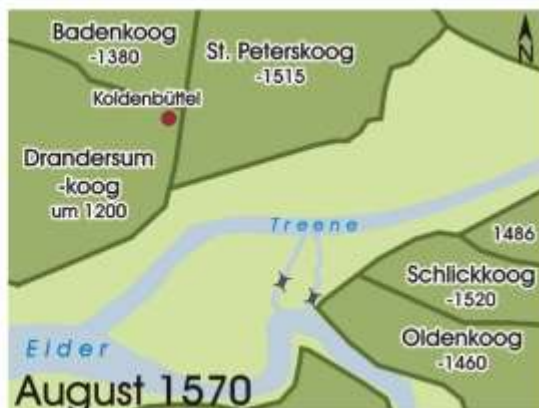 Badenkoog
-1380
St. Peterskoog
-1515
N
Koldenbüttel
Drandersum
-koog
um 1200
Treene
1486
Schlickkoog
-1520
Oldenkoog
-1460
Eider
August 1570